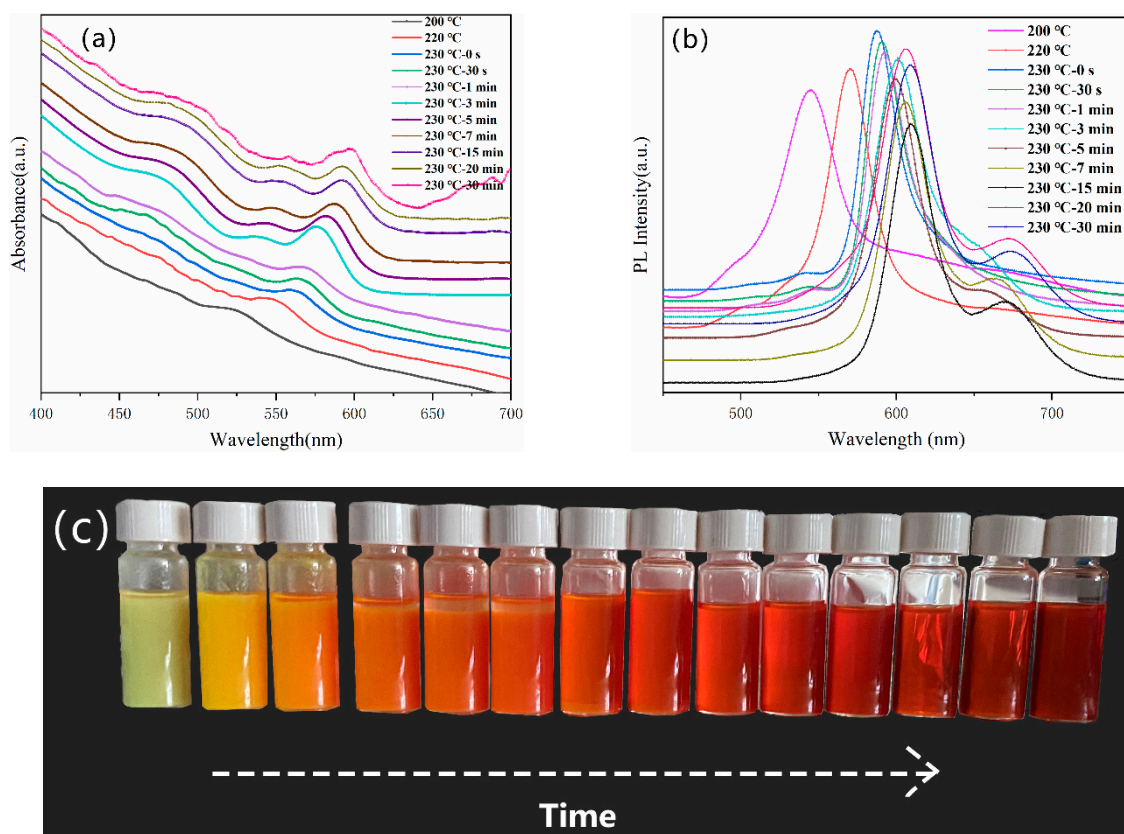 (a)
200 ℃
220 ℃
230 ℃-0 s
230 ℃-30 s
230 ℃-1 min
230 ℃-3 min
230 ℃-5 min
230 ℃-7 min
230 ℃-15 min
230 ℃-20 min
230 ℃-30 min
Absorbance(a.u.)
400 450 500 550 600 650 700
Wavelength(nm)
(b)
200 ℃
220 ℃
230 ℃-0 s
230 ℃-30 s
230 ℃-1 min
230 ℃-3 min
230 ℃-5 min
230 ℃-7 min
230 ℃-15 min
230 ℃-20 min
230 ℃-30 min
PL Intensity(a.u.)
500 600 700
Wavelength (nm)
(c)
Time